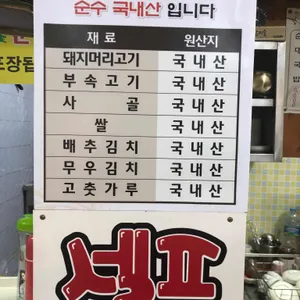 순수 국내산 입니다
재료 원산지
돼지머리고기 국내산
부속고기 국내산
사골 국내산
쌀 국내산
배추김치 국내산
무우김치 국내산
고춧가루 국내산
셀프